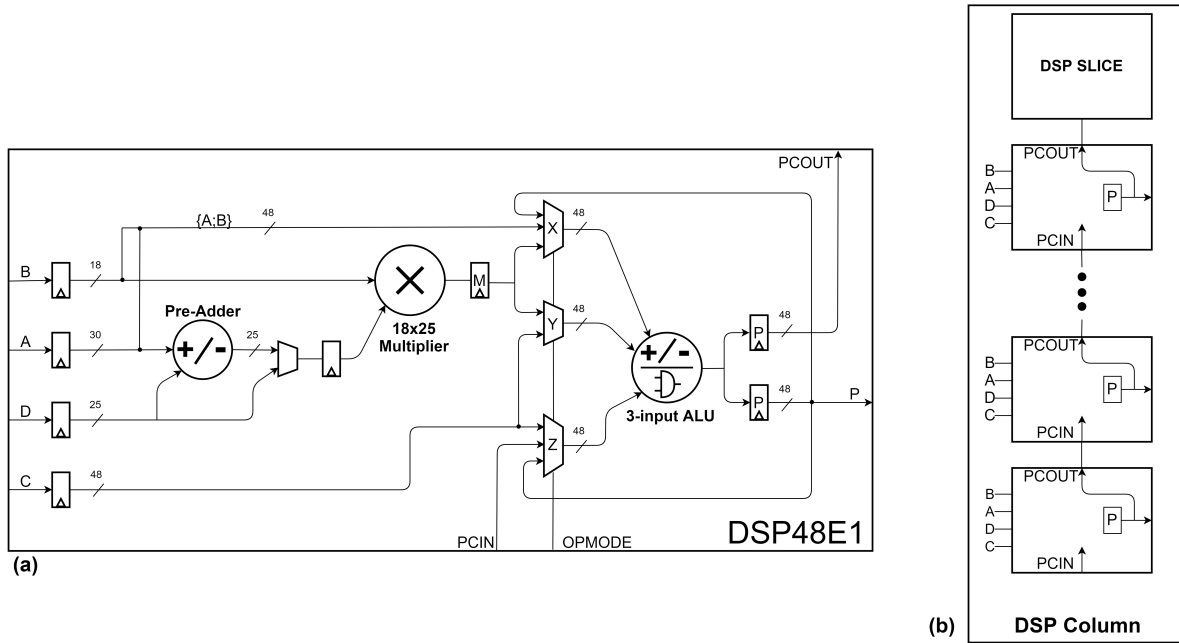 PCOUT
{A;B}
48
X
48
B
18
M
18x25
Multiplier
Pre-Adder
A
30
25
Y
48
P
48
3-input ALU
P
48
P
D
25
C
48
Z
48
PCIN
OPMODE
DSP48E1
(a)
DSP SLICE
PCOUT
B
A
D
C
P
PCIN
PCOUT
B
A
D
C
P
PCIN
PCOUT
B
A
D
C
P
PCIN
(b)
DSP Column